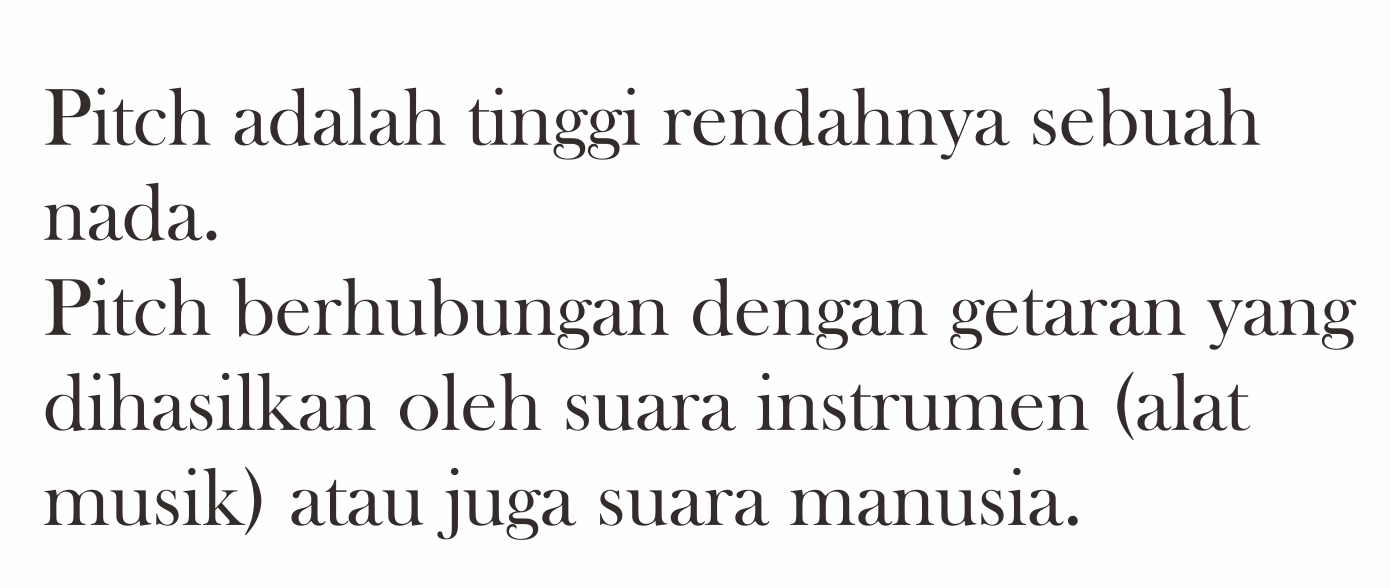 Pitch adalah tinggi rendahnya sebuah
nada.
Pitch berhubungan dengan getaran yang
dihasilkan oleh suara instrumen (alat
musik) atau juga suara manusia.